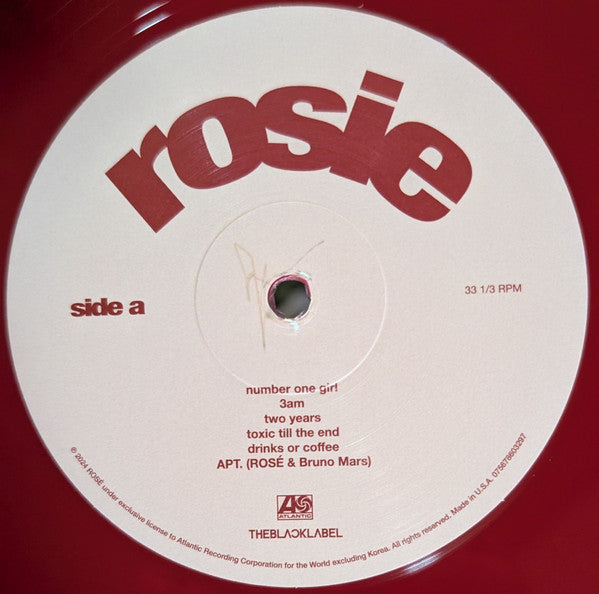 rosie
side a
33 1/3 RPM
number one girl
3am
two years
toxic till the end
drinks or coffee
APT. (ROSÉ & Bruno Mars)
ATLANTIC
THEBLACKLABEL
℗ 2024 ROSÉ under exclusive license to Atlantic Recording Corporation for the World excluding Korea. All rights reserved. Made in U.S.A. 075678603297